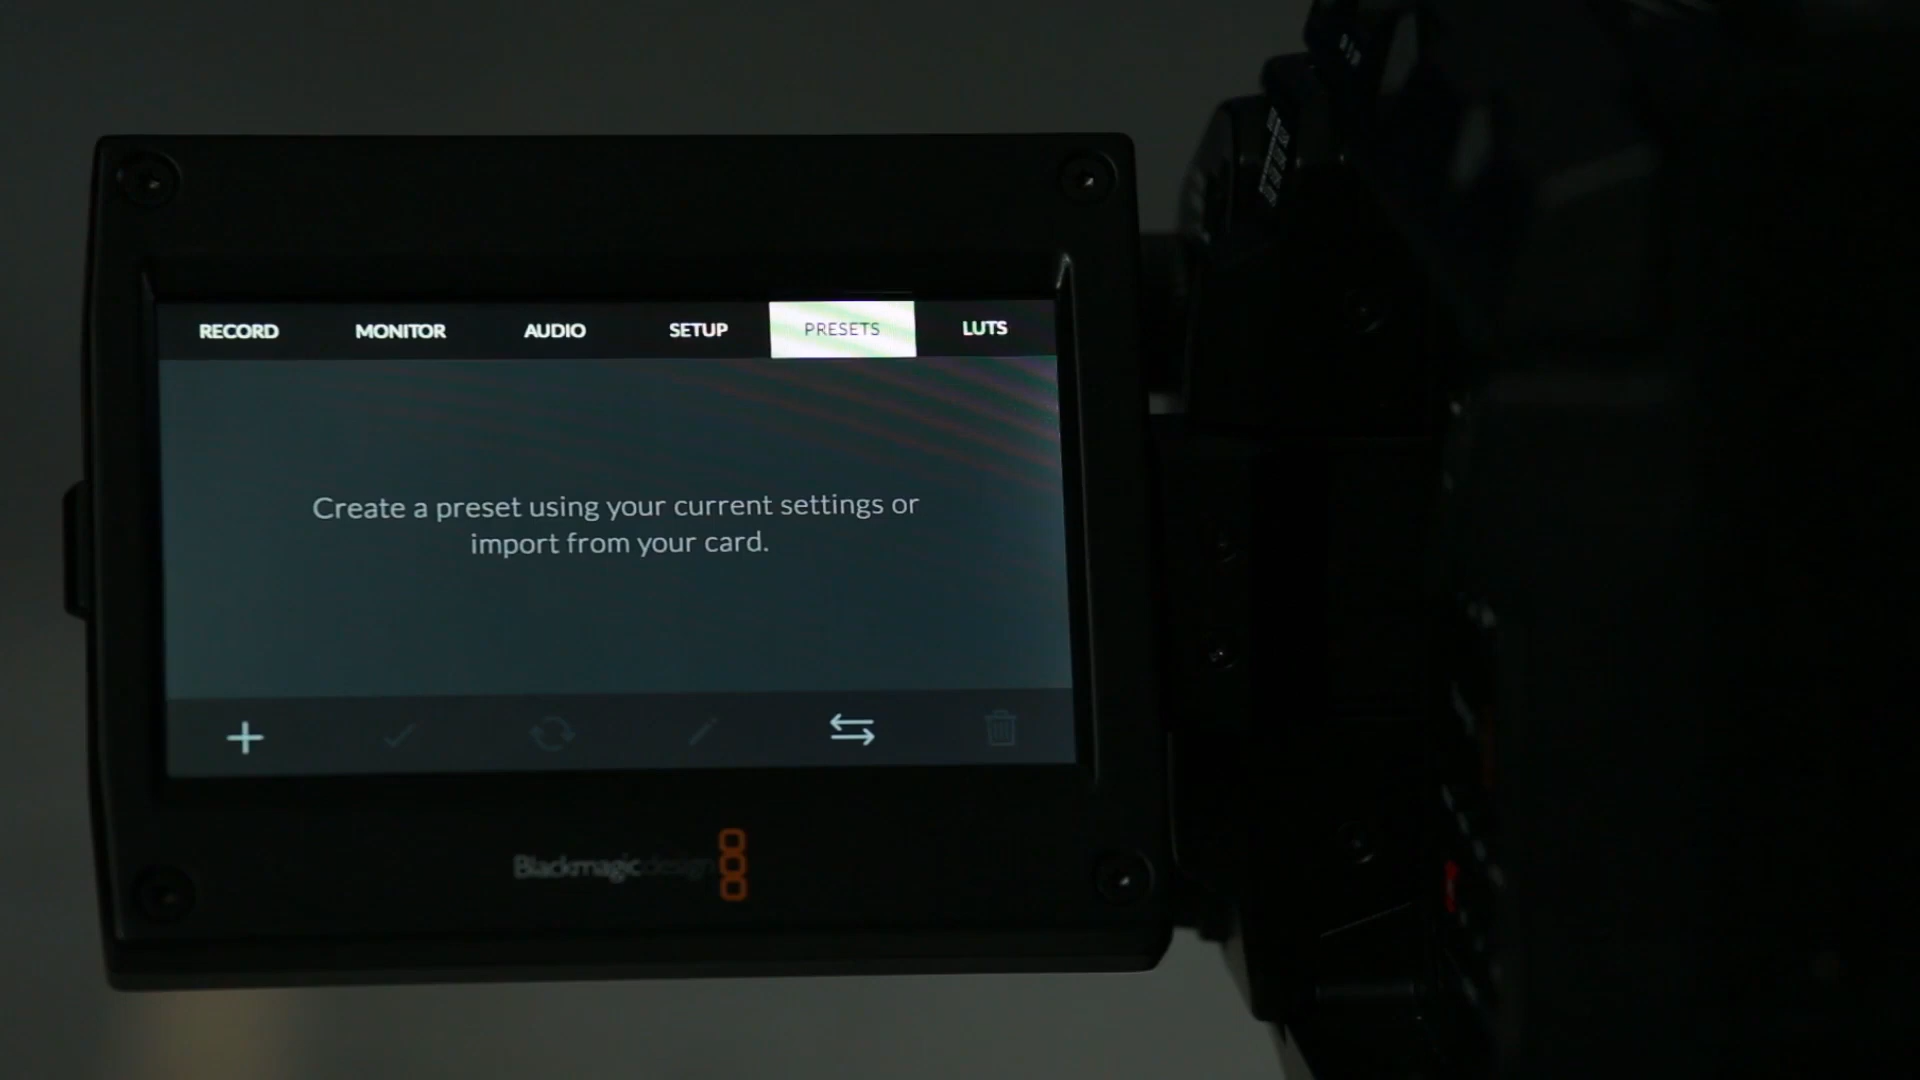 RECORD MONITOR AUDIO SETUP PRESETS LUTS
Create a preset using your current settings or
import from your card.
Blackmagicdesign